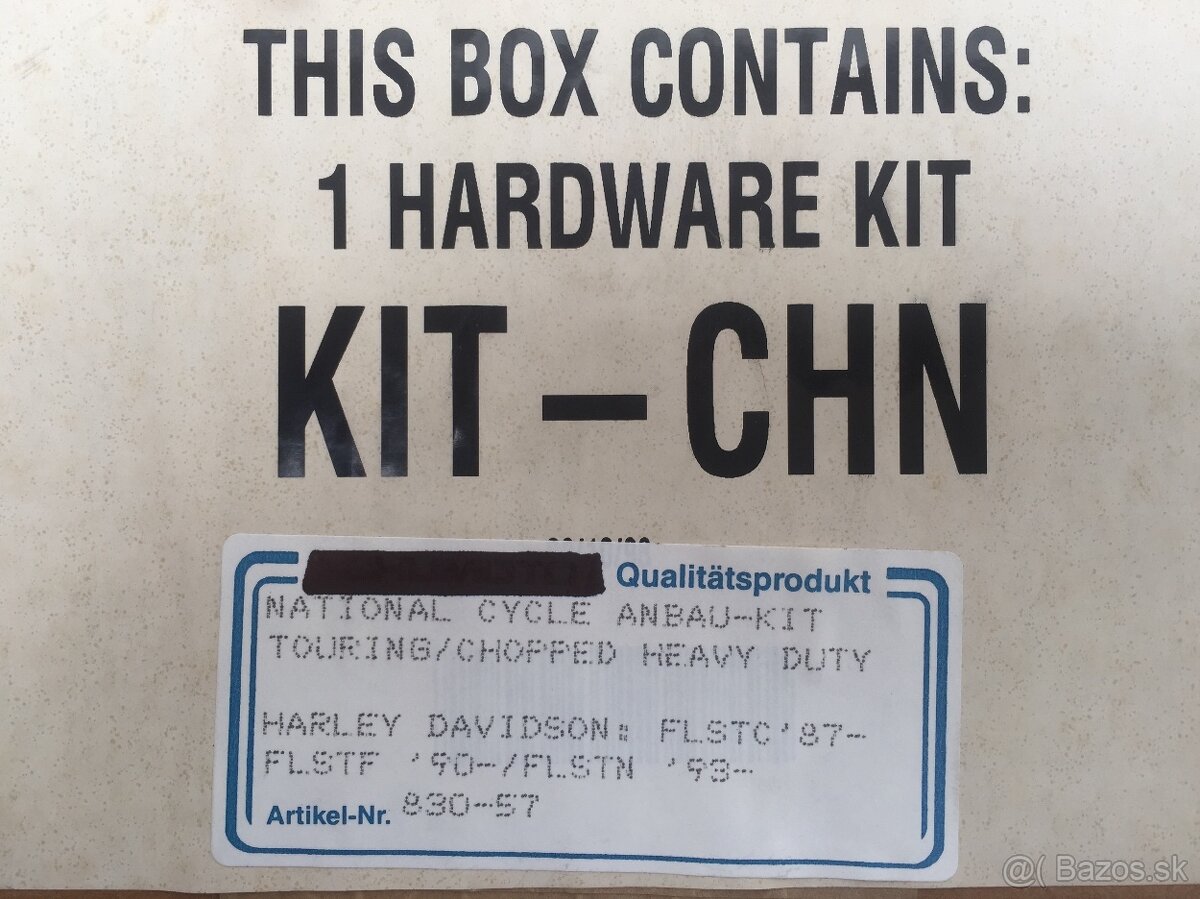 THIS BOX CONTAINS:
1 HARDWARE KIT
KIT – CHN
Qualitätsprodukt
NATIONAL CYCLE ANBAU-KIT
TOURING/CHOPPED HEAVY DUTY
HARLEY DAVIDSON: FLSTC'87-
FLSTF '90-/FLSTN '93-
Artikel-Nr. 830-57
@( Bazos.sk